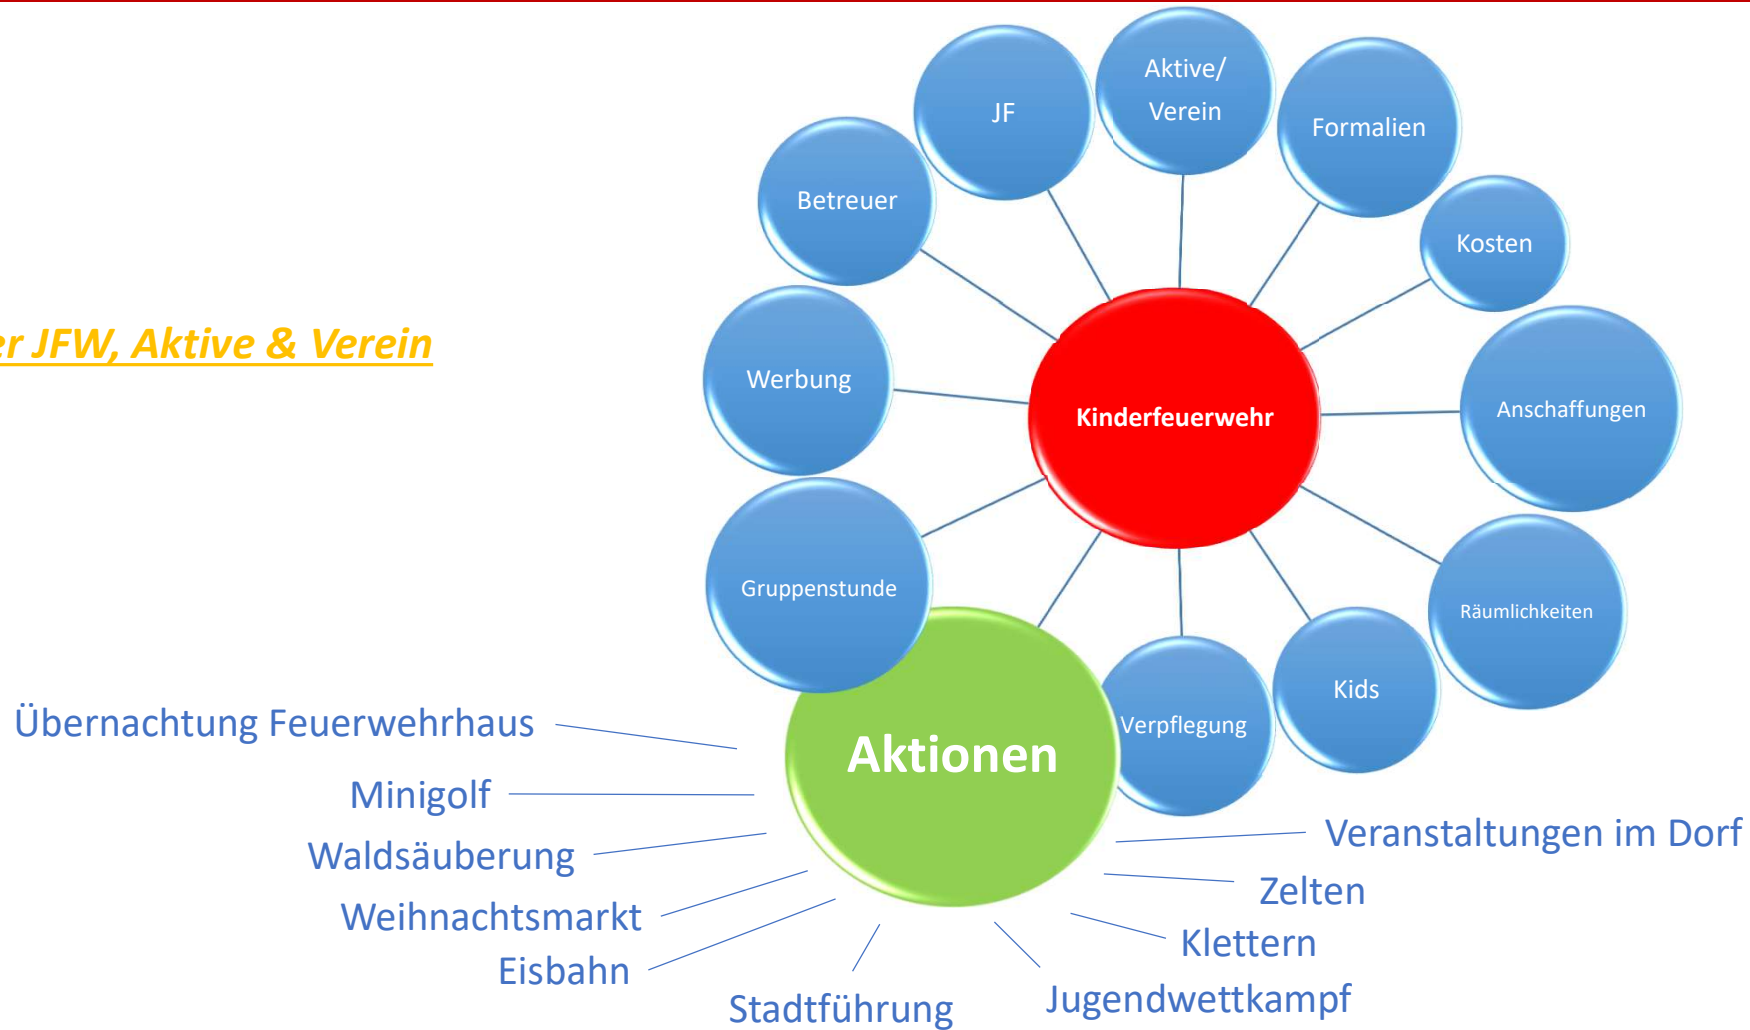 Aktive/
Verein
JF
Formalien
Betreuer
Kosten
JFW, Aktive & Verein
Werbung
Kinderfeuerwehr
Anschaffungen
Gruppenstunde
Räumlichkeiten
Kids
Übernachtung Feuerwehrhaus
Verpflegung
Aktionen
Minigolf
Veranstaltungen im Dorf
Waldsäuberung
Zelten
Weihnachtsmarkt
Klettern
Eisbahn
Jugendwettkampf
Stadtführung